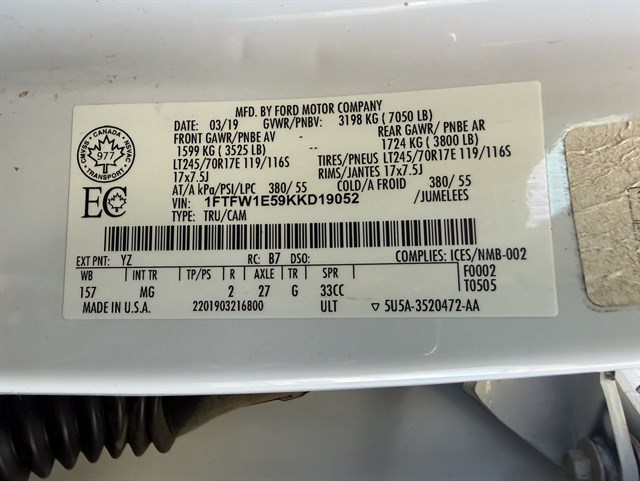 MFD. BY FORD MOTOR COMPANY
DATE: 03/19 GVWR/PNBV: 3198 KG ( 7050 LB)
FRONT GAWR/PNBE AV REAR GAWR/ PNBE AR
1599 KG ( 3525 LB) 1724 KG ( 3800 LB)
LT245/70R17E 119/116S TIRES/PNEUS LT245/70R17E 119/116S
17x7.5J RIMS/JANTES 17x7.5J
AT/A kPa/PSI/LPC 380/ 55 COLD/A FROID 380/ 55
VIN: 1FTFW1E59KKD19052 /JUMELEES
TYPE: TRU/CAM
CMVSS • CANADA • NSVAC
977
TRANSPORT
EC
EXT PNT: YZ RC: B7 DSO: COMPLIES: ICES/NMB-002
WB INT TR TP/PS R AXLE TR SPR F0002
157 MG 2 27 G 33CC T0505
MADE IN U.S.A. 2201903216800 ULT ▽ 5U5A-3520472-AA